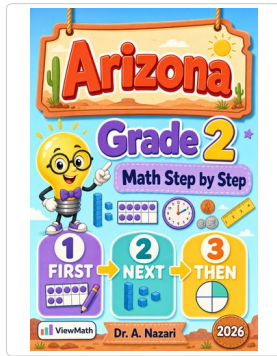 Arizona
Grade 2
Math Step by Step
1 2 3
FIRST NEXT THEN
ViewMath
Dr. A. Nazari
2026